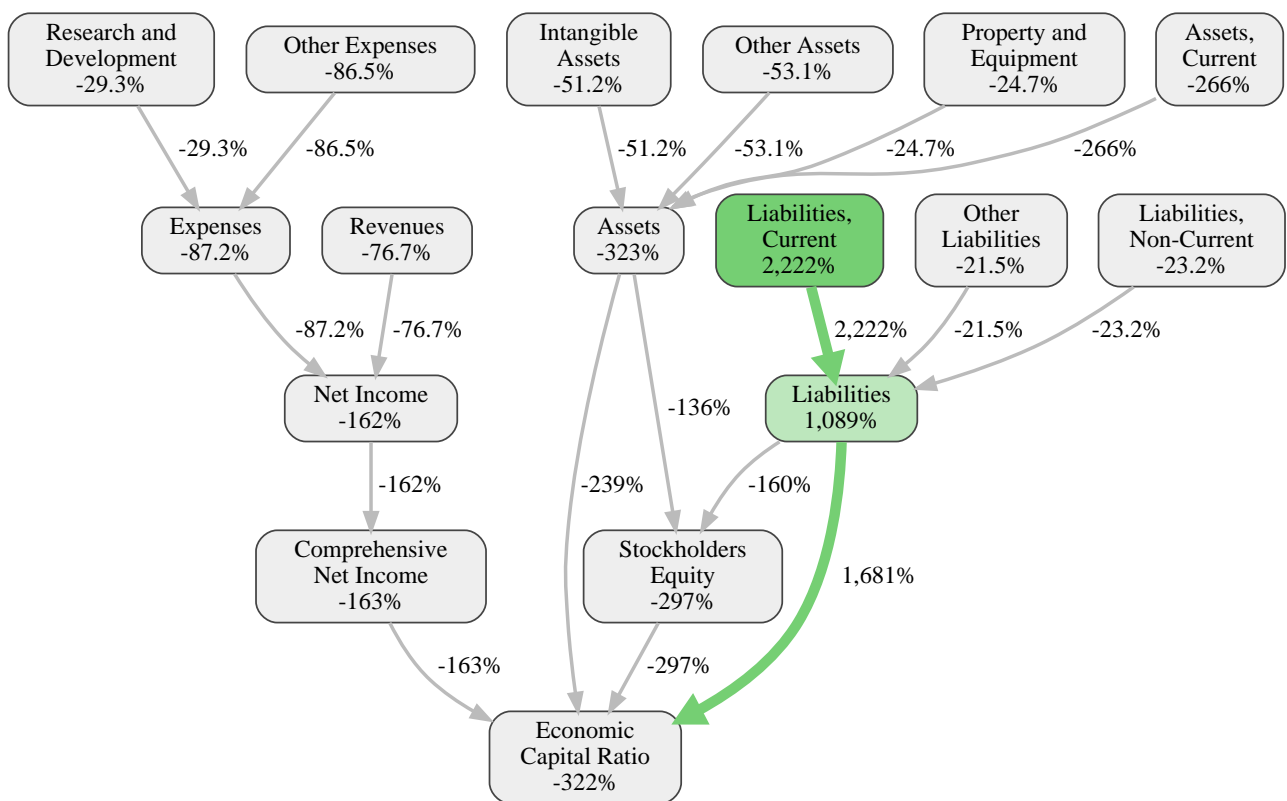 Research and
Development
-29.3%
Other Expenses
-86.5%
Intangible
Assets
-51.2%
Other Assets
-53.1%
Property and
Equipment
-24.7%
Assets,
Current
-266%
-29.3%
-86.5%
-51.2%
-53.1%
-24.7%
-266%
Expenses
-87.2%
Revenues
-76.7%
Assets
-323%
Liabilities,
Current
2,222%
Other
Liabilities
-21.5%
Liabilities,
Non-Current
-23.2%
-87.2%
-76.7%
2,222%
-21.5%
-23.2%
Net Income
-162%
-136%
Liabilities
1,089%
-162%
-239%
-160%
Comprehensive
Net Income
-163%
Stockholders
Equity
-297%
1,681%
-163%
-297%
Economic
Capital Ratio
-322%